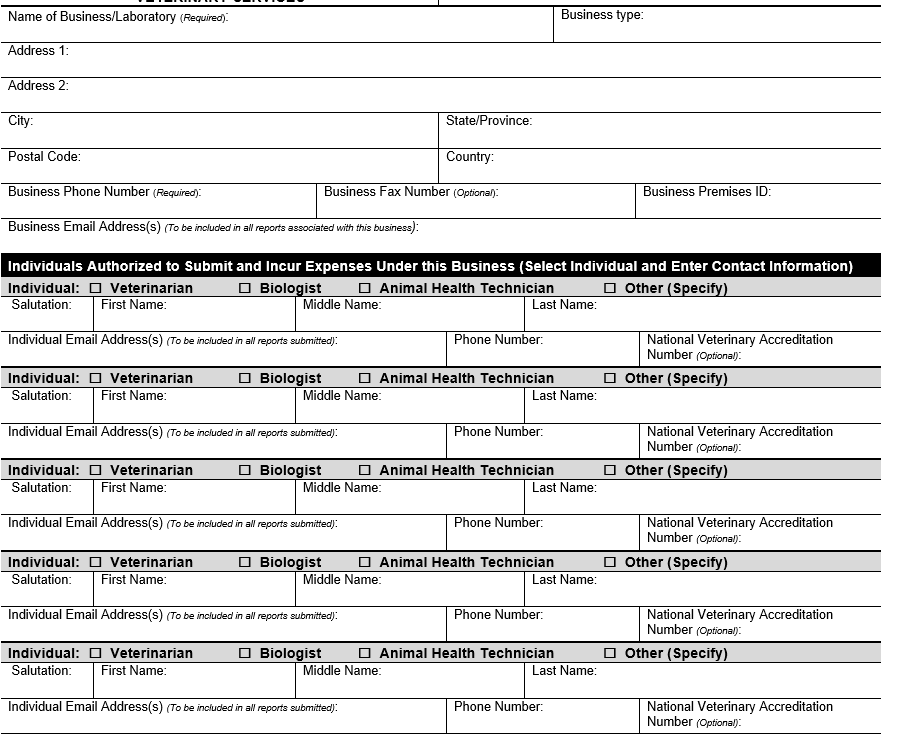 VETERINARY SERVICES
Name of Business/Laboratory (Required):
Business type:
Address 1:
Address 2:
City:
State/Province:
Postal Code:
Country:
Business Phone Number (Required):
Business Fax Number (Optional):
Business Premises ID:
Business Email Address(s) (To be included in all reports associated with this business):
Individuals Authorized to Submit and Incur Expenses Under this Business (Select Individual and Enter Contact Information)
Individual: ☐ Veterinarian ☐ Biologist ☐ Animal Health Technician ☐ Other (Specify)
Salutation: First Name: Middle Name: Last Name:
Individual Email Address(s) (To be included in all reports submitted): Phone Number: National Veterinary Accreditation
Number (Optional):
Individual: ☐ Veterinarian ☐ Biologist ☐ Animal Health Technician ☐ Other (Specify)
Salutation: First Name: Middle Name: Last Name:
Individual Email Address(s) (To be included in all reports submitted): Phone Number: National Veterinary Accreditation
Number (Optional):
Individual: ☐ Veterinarian ☐ Biologist ☐ Animal Health Technician ☐ Other (Specify)
Salutation: First Name: Middle Name: Last Name:
Individual Email Address(s) (To be included in all reports submitted): Phone Number: National Veterinary Accreditation
Number (Optional):
Individual: ☐ Veterinarian ☐ Biologist ☐ Animal Health Technician ☐ Other (Specify)
Salutation: First Name: Middle Name: Last Name:
Individual Email Address(s) (To be included in all reports submitted): Phone Number: National Veterinary Accreditation
Number (Optional):
Individual: ☐ Veterinarian ☐ Biologist ☐ Animal Health Technician ☐ Other (Specify)
Salutation: First Name: Middle Name: Last Name:
Individual Email Address(s) (To be included in all reports submitted): Phone Number: National Veterinary Accreditation
Number (Optional):